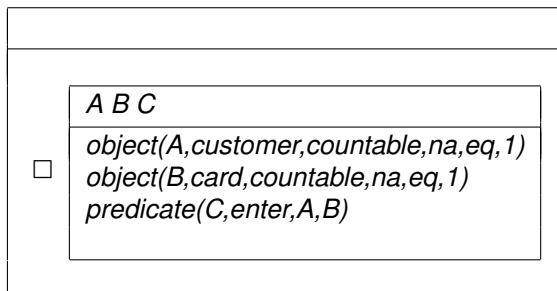 A B C
object(A,customer,countable,na,eq,1)
□ object(B,card,countable,na,eq,1)
predicate(C,enter,A,B)